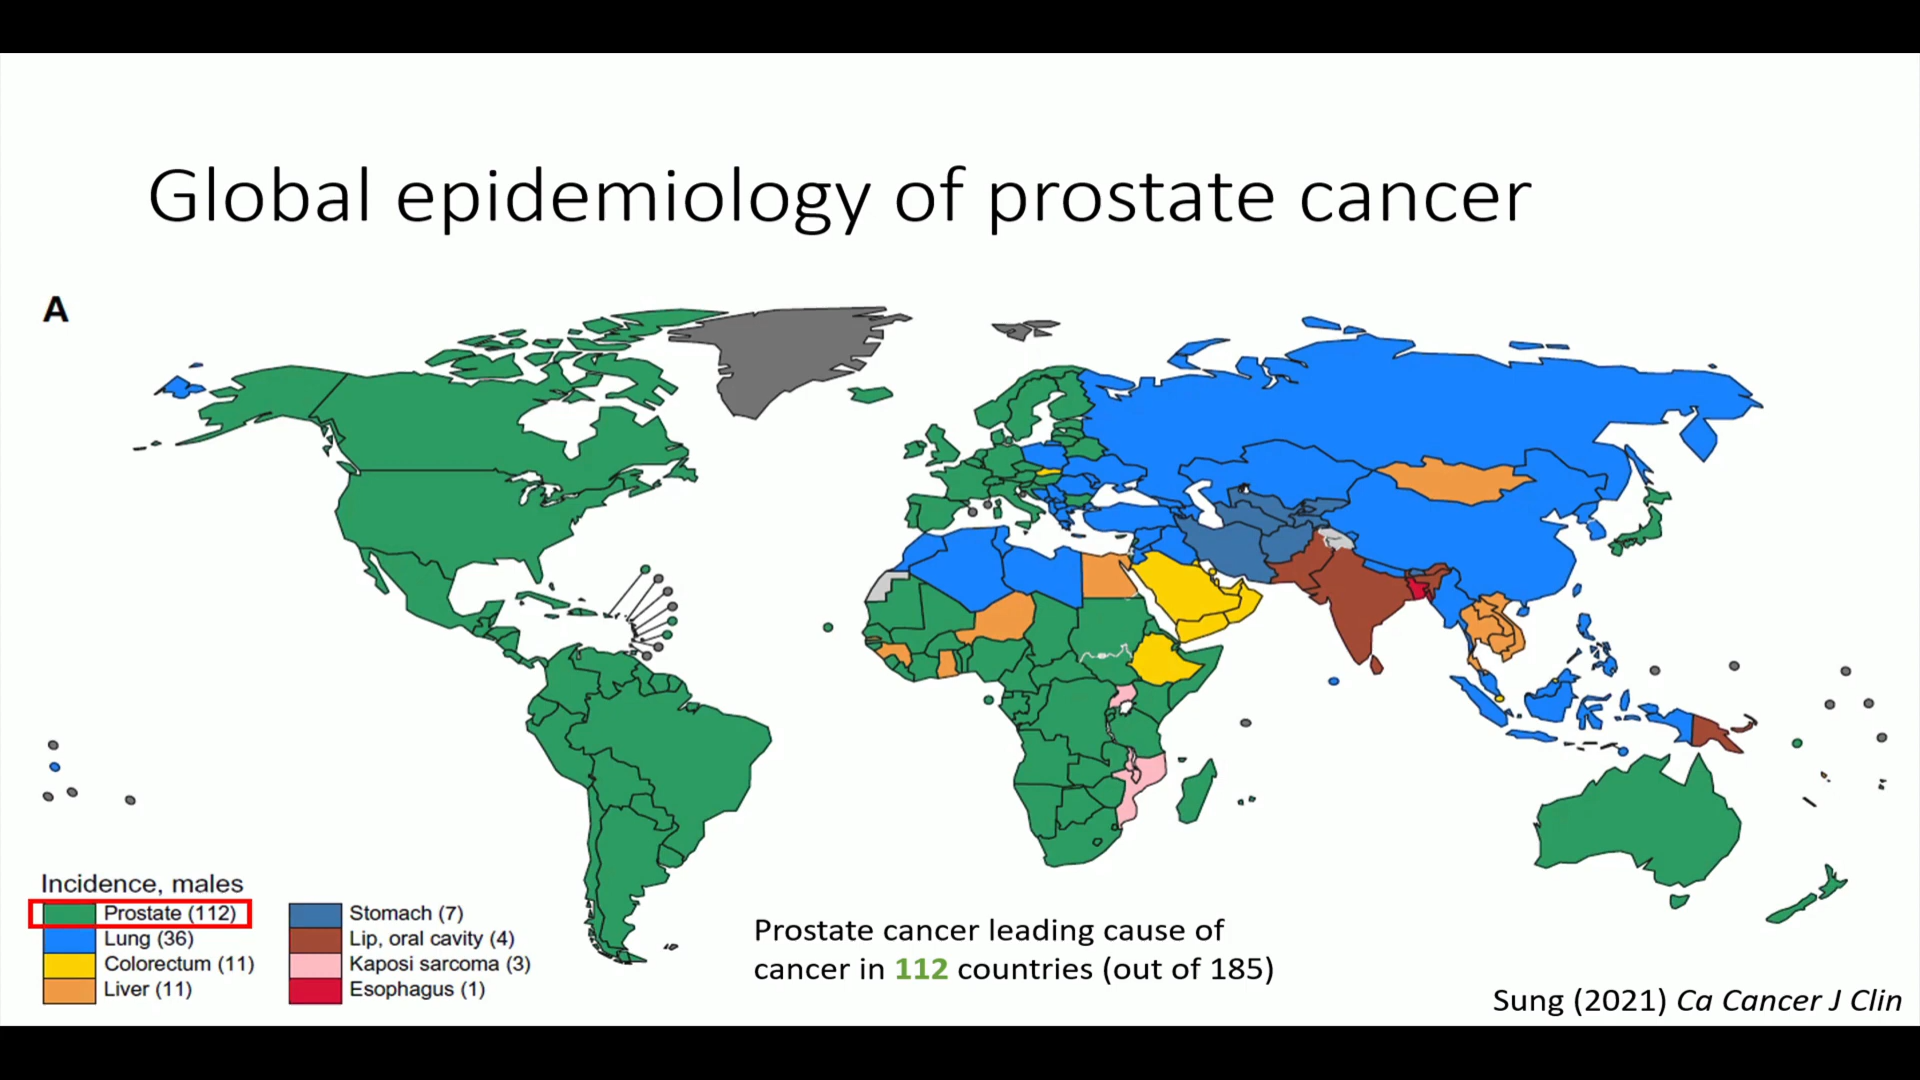 Global epidemiology of prostate cancer
A
Incidence, males
Prostate (112)
Lung (36)
Colorectum (11)
Liver (11)
Stomach (7)
Lip, oral cavity (4)
Kaposi sarcoma (3)
Esophagus (1)
Prostate cancer leading cause of
cancer in 112 countries (out of 185)
Sung (2021) Ca Cancer J Clin